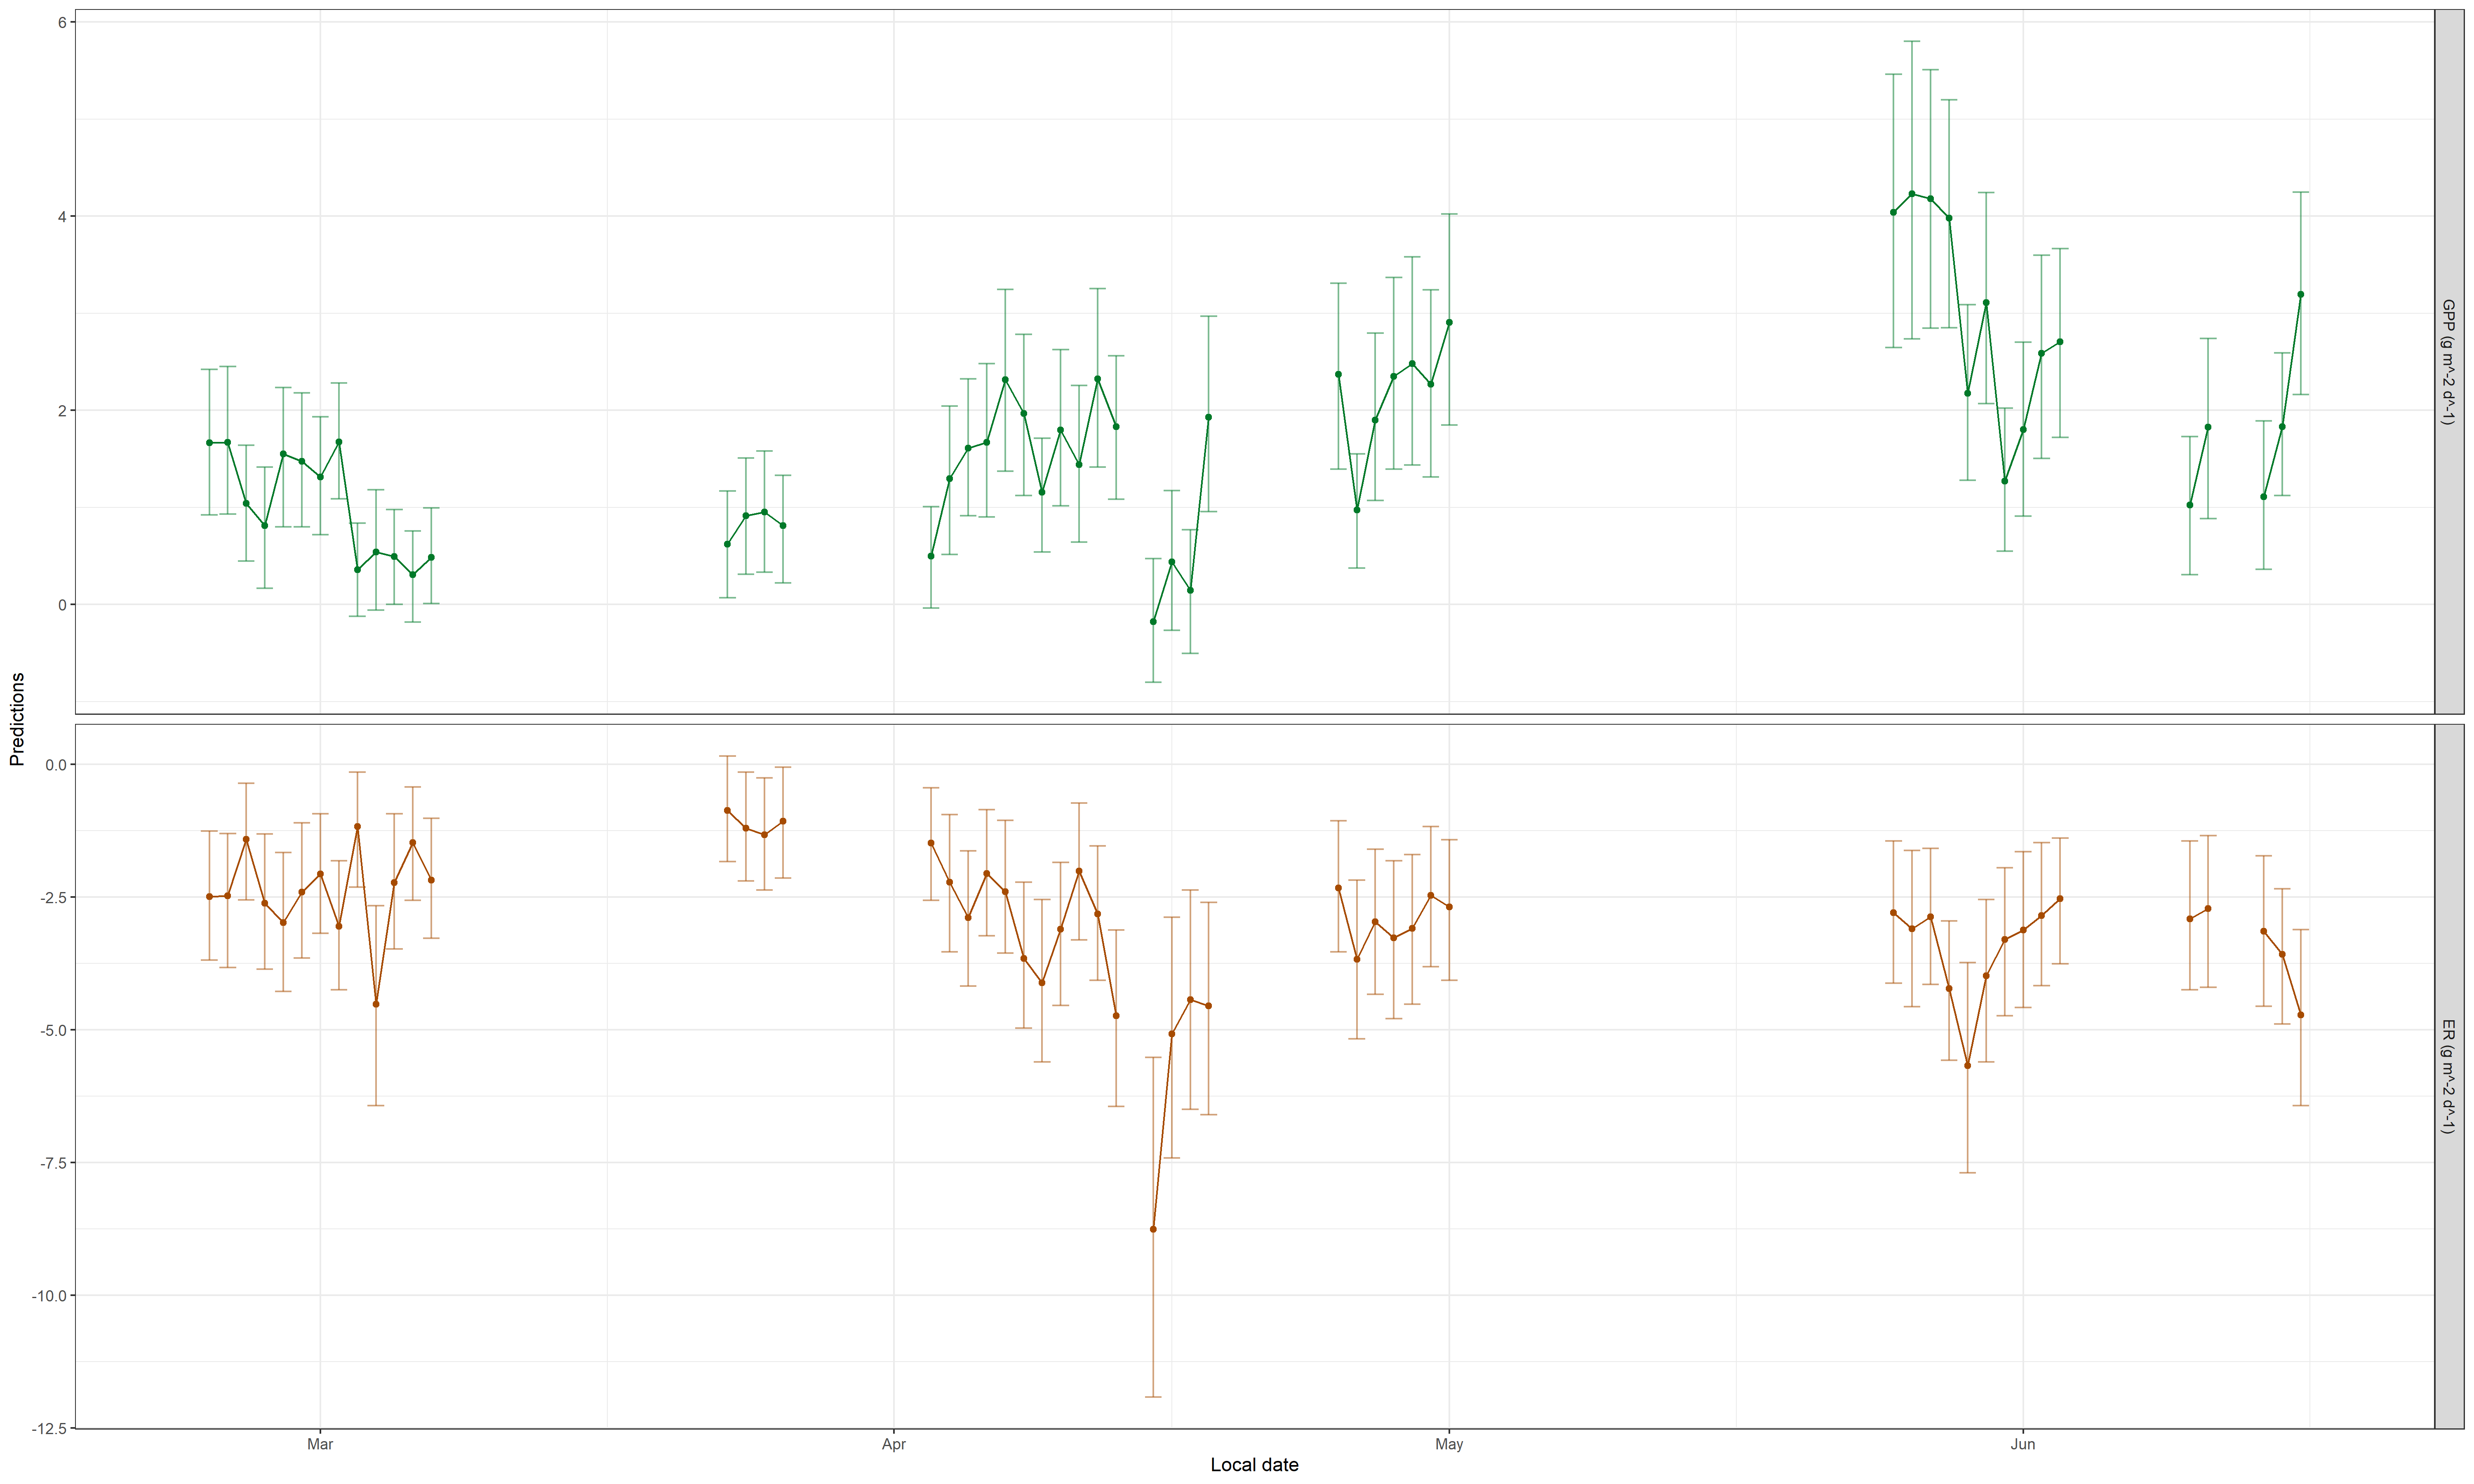 6
4
2
0
GPP (g m^-2 d^-1)
Predictions
0.0
-2.5
-5.0
-7.5
-10.0
-12.5
ER (g m^-2 d^-1)
Mar
Apr
May
Jun
Local date